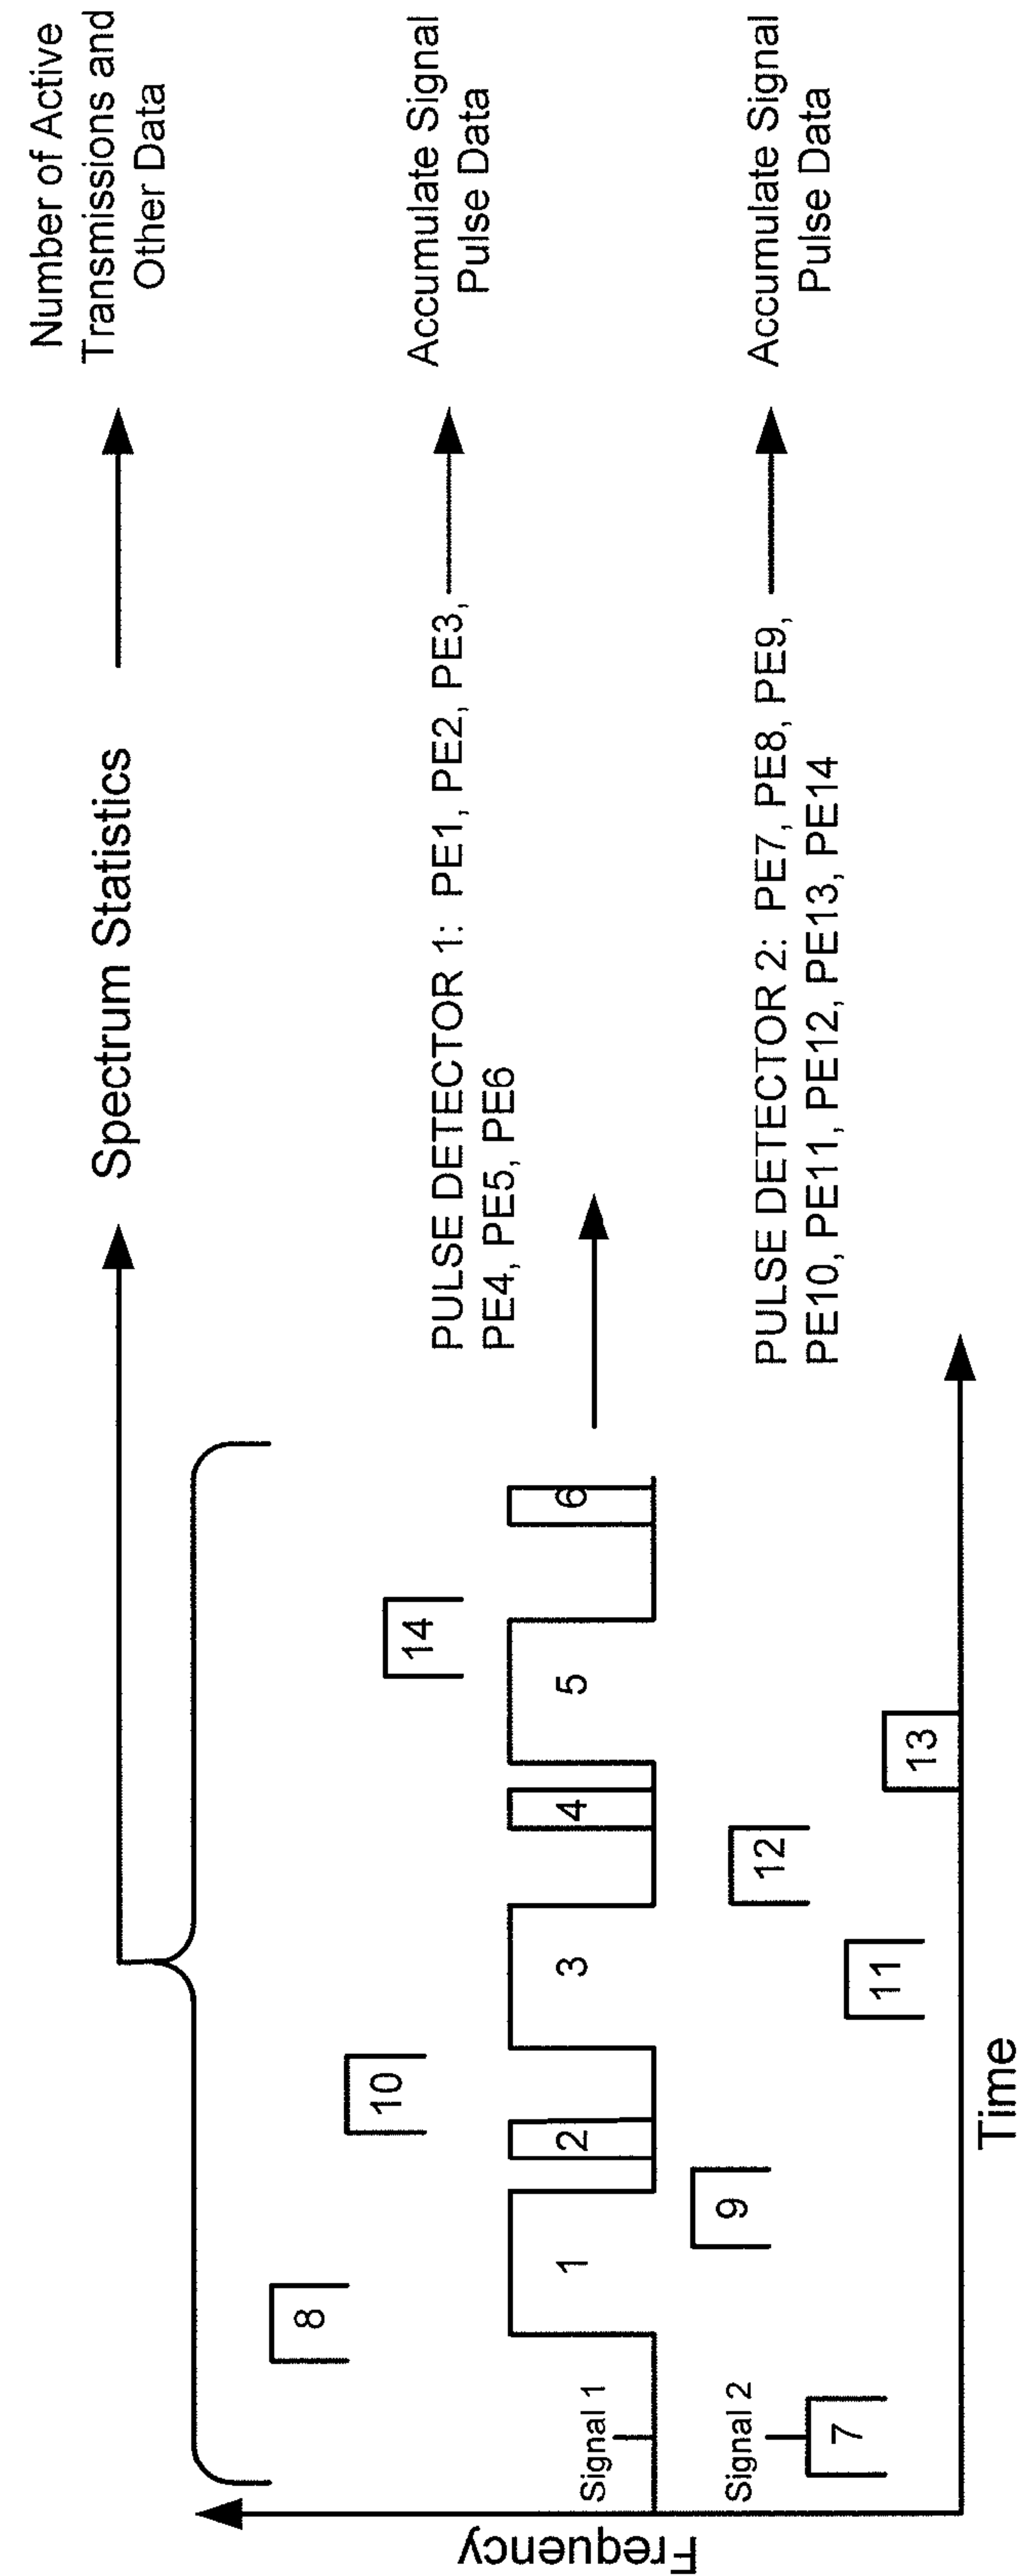 Number of Active
Transmissions and
Other Data
Spectrum Statistics
Accumulate Signal
Pulse Data
PULSE DETECTOR 1: PE1, PE2, PE3,
PE4, PE5, PE6
Accumulate Signal
Pulse Data
PULSE DETECTOR 2: PE7, PE8, PE9,
PE10, PE11, PE12, PE13, PE14
Frequency
8
10
14
Signal 1
1
2
3
4
5
6
Signal 2
7
9
11
12
13
Time